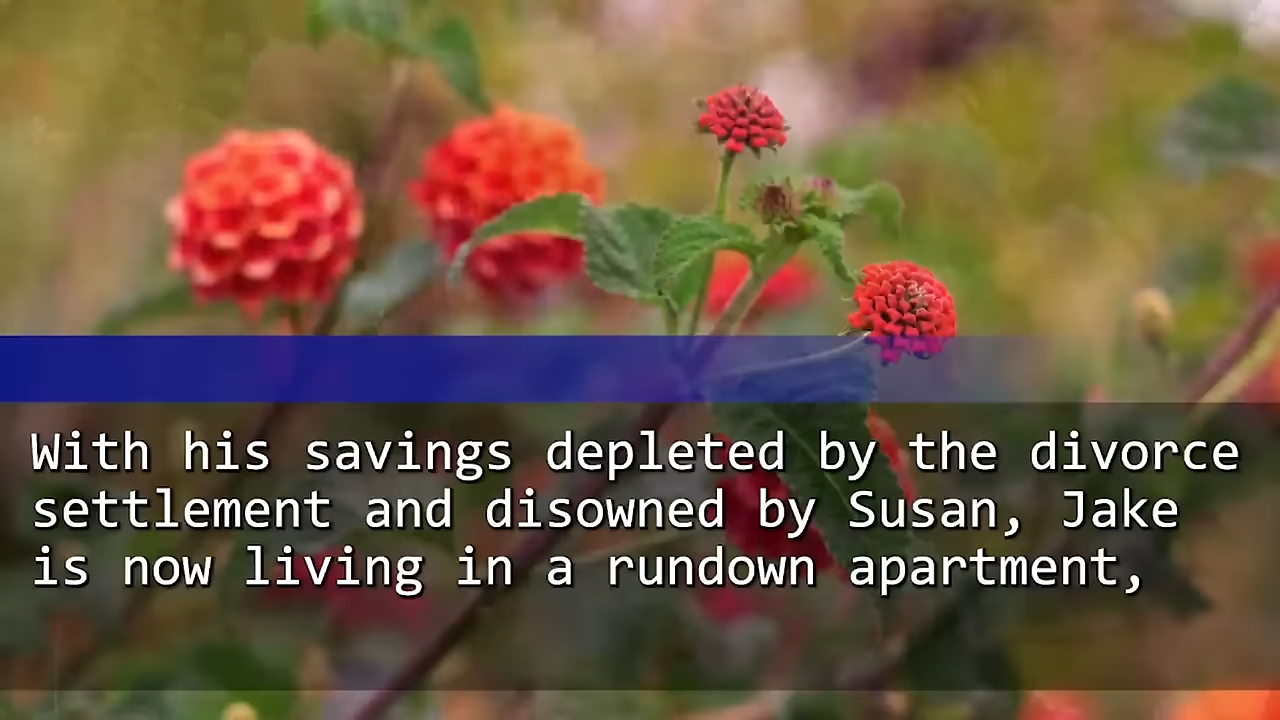 With his savings depleted by the divorce
settlement and disowned by Susan, Jake
is now living in a rundown apartment,